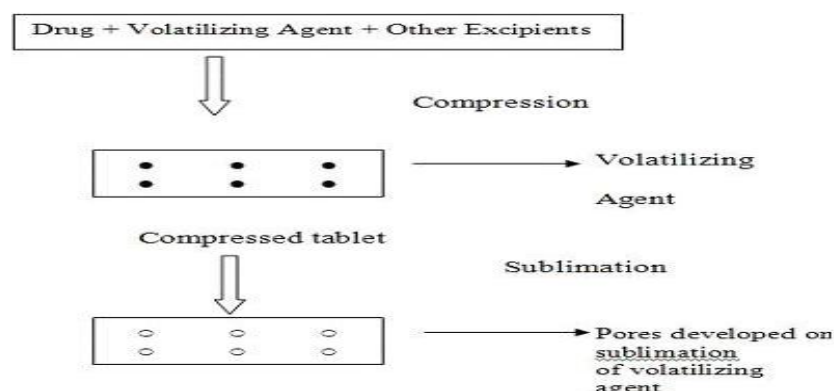 Drug + Volatilizing Agent + Other Excipients
Compression
Volatilizing
Agent
Compressed tablet
Sublimation
Pores developed on
sublimation
of volatilizing
agent